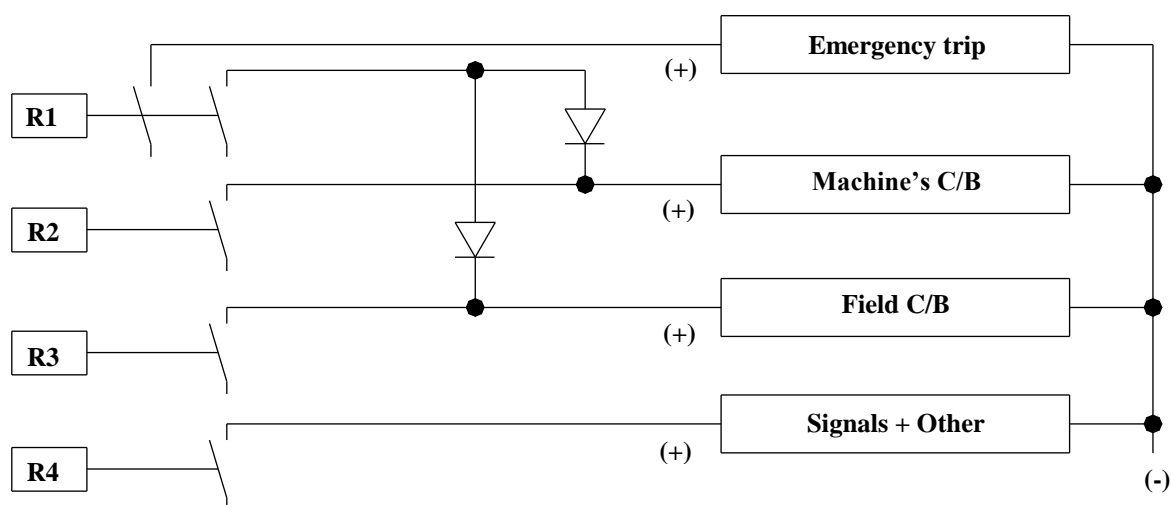 Emergency trip
(+)
R1
Machine's C/B
(+)
R2
Field C/B
(+)
R3
Signals + Other
(+)
R4
(-)